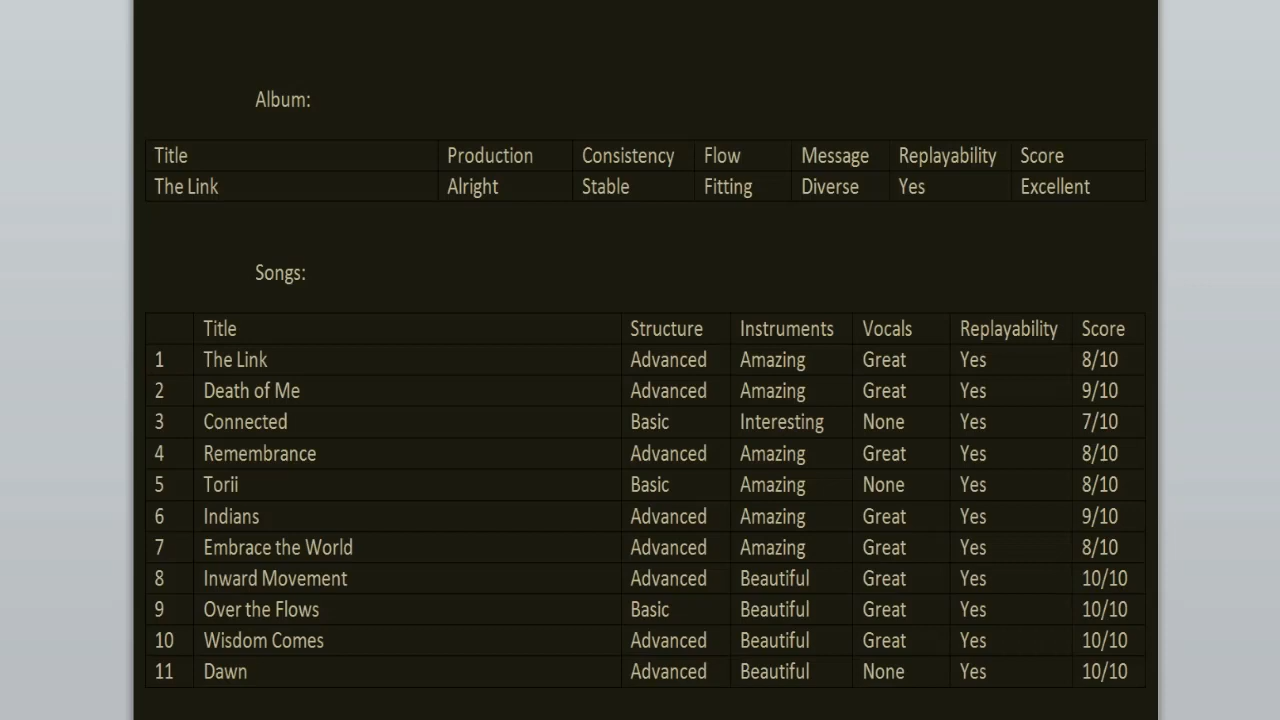 Album:
Title Production Consistency Flow Message Replayability Score
The Link Alright Stable Fitting Diverse Yes Excellent
Songs:
Title Structure Instruments Vocals Replayability Score
1 The Link Advanced Amazing Great Yes 8/10
2 Death of Me Advanced Amazing Great Yes 9/10
3 Connected Basic Interesting None Yes 7/10
4 Remembrance Advanced Amazing Great Yes 8/10
5 Torii Basic Amazing None Yes 8/10
6 Indians Advanced Amazing Great Yes 9/10
7 Embrace the World Advanced Amazing Great Yes 8/10
8 Inward Movement Advanced Beautiful Great Yes 10/10
9 Over the Flows Basic Beautiful Great Yes 10/10
10 Wisdom Comes Advanced Beautiful Great Yes 10/10
11 Dawn Advanced Beautiful None Yes 10/10